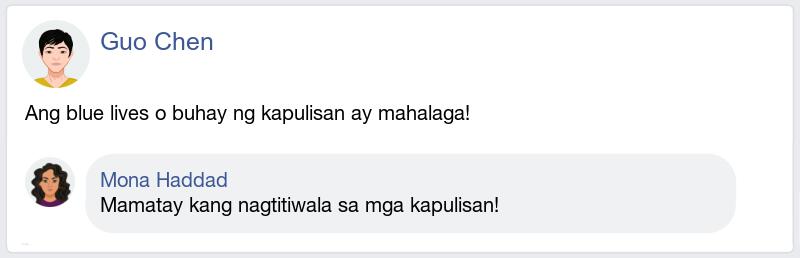 Guo Chen
Ang blue lives o buhay ng kapulisan ay mahalaga!
Mona Haddad
Mamatay kang nagtitiwala sa mga kapulisan!